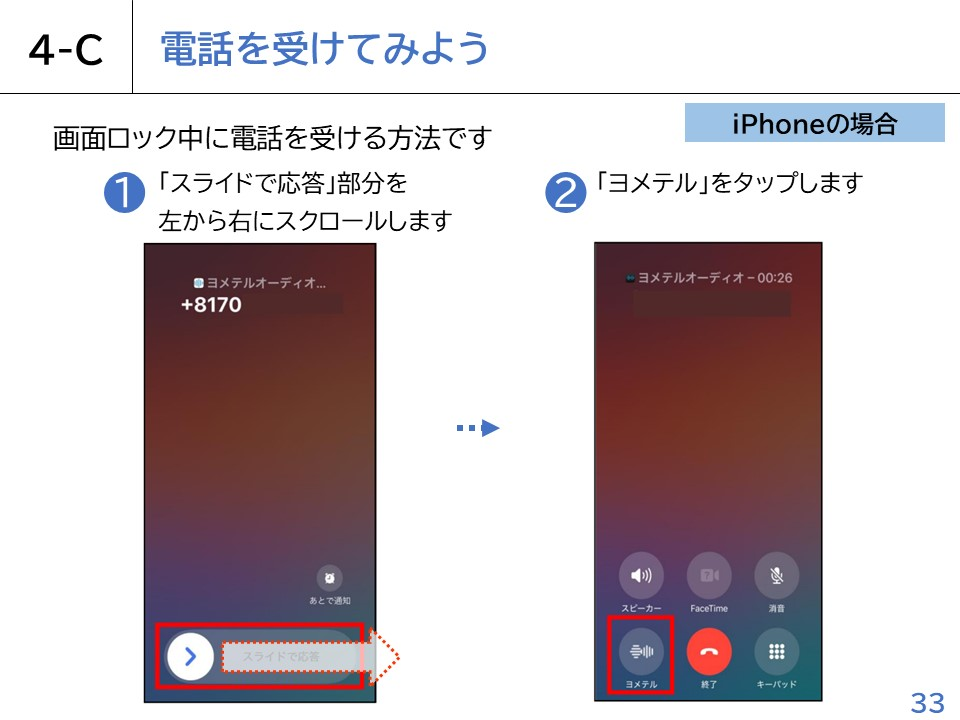 4-C
電話を受けてみよう
iPhoneの場合
画面ロック中に電話を受ける方法です
1
「スライドで応答」部分を
左から右にスクロールします
2
「ヨメテル」をタップします
ヨメテルオーディオ...
+8170
あとで通知
スライドで応答
ヨメテルオーディオ – 00:26
スピーカー
FaceTime
消音
ヨメテル
終了
キーパッド
33